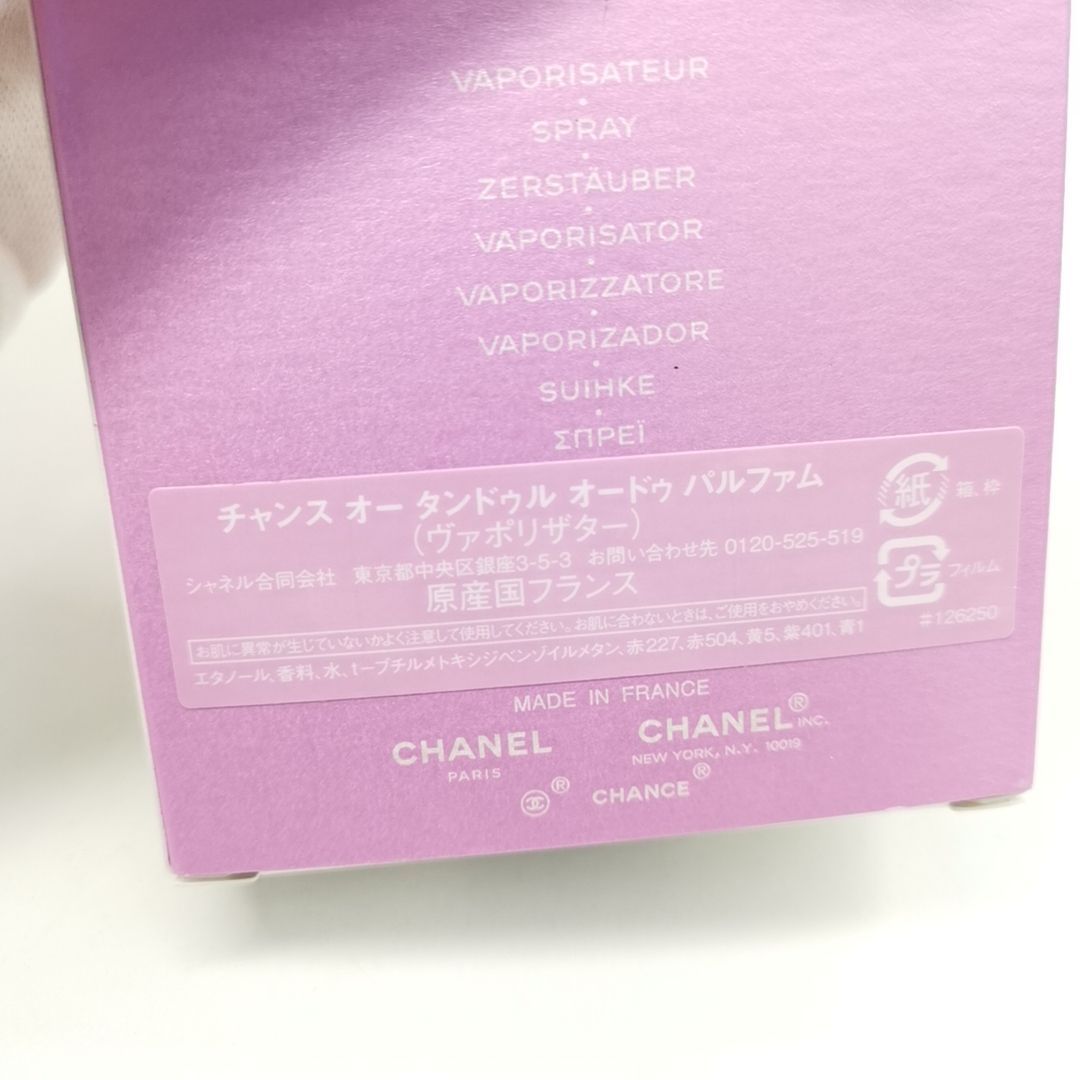 VAPORISATEUR
SPRAY
ZERSTÄUBER
VAPORISATOR
VAPORIZZATORE
VAPORIZADOR
SUIHKE
ΣΠΡΕΪ
チャンス オー タンドゥル オードゥ パルファム
(ヴァポリザター)
シャネル合同会社 東京都中央区銀座3-5-3 お問い合わせ先 0120-525-519
原産国フランス
お肌に異常が生じていないかよく注意して使用してください。お肌に合わないときは、ご使用をおやめください。
エタノール、香料、水、t-ブチルメトキシジベンゾイルメタン、赤227、赤504、黄5、紫401、青1
紙 箱、枠
プラ フィルム
#126250
MADE IN FRANCE
CHANEL
PARIS
CHANEL® INC.
NEW YORK, N.Y. 10019
® CHANCE®